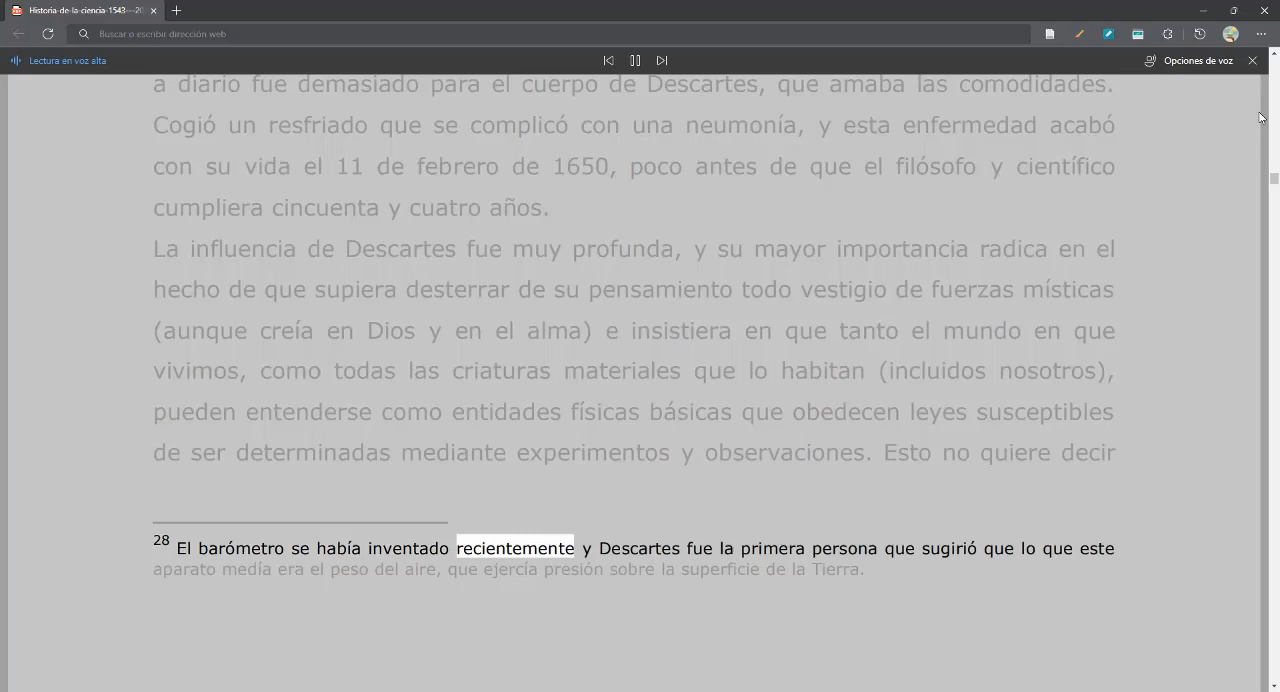 Historia-de-la-ciencia-1543---20
Buscar o escribir dirección web
Lectura en voz alta
Opciones de voz
a diario fue demasiado para el cuerpo de Descartes, que amaba las comodidades.
Cogió un resfriado que se complicó con una neumonía, y esta enfermedad acabó
con su vida el 11 de febrero de 1650, poco antes de que el filósofo y científico
cumpliera cincuenta y cuatro años.
La influencia de Descartes fue muy profunda, y su mayor importancia radica en el
hecho de que supiera desterrar de su pensamiento todo vestigio de fuerzas místicas
(aunque creía en Dios y en el alma) e insistiera en que tanto el mundo en que
vivimos, como todas las criaturas materiales que lo habitan (incluidos nosotros),
pueden entenderse como entidades físicas básicas que obedecen leyes susceptibles
de ser determinadas mediante experimentos y observaciones. Esto no quiere decir
28 El barómetro se había inventado recientemente y Descartes fue la primera persona que sugirió que lo que este
aparato medía era el peso del aire, que ejercía presión sobre la superficie de la Tierra.